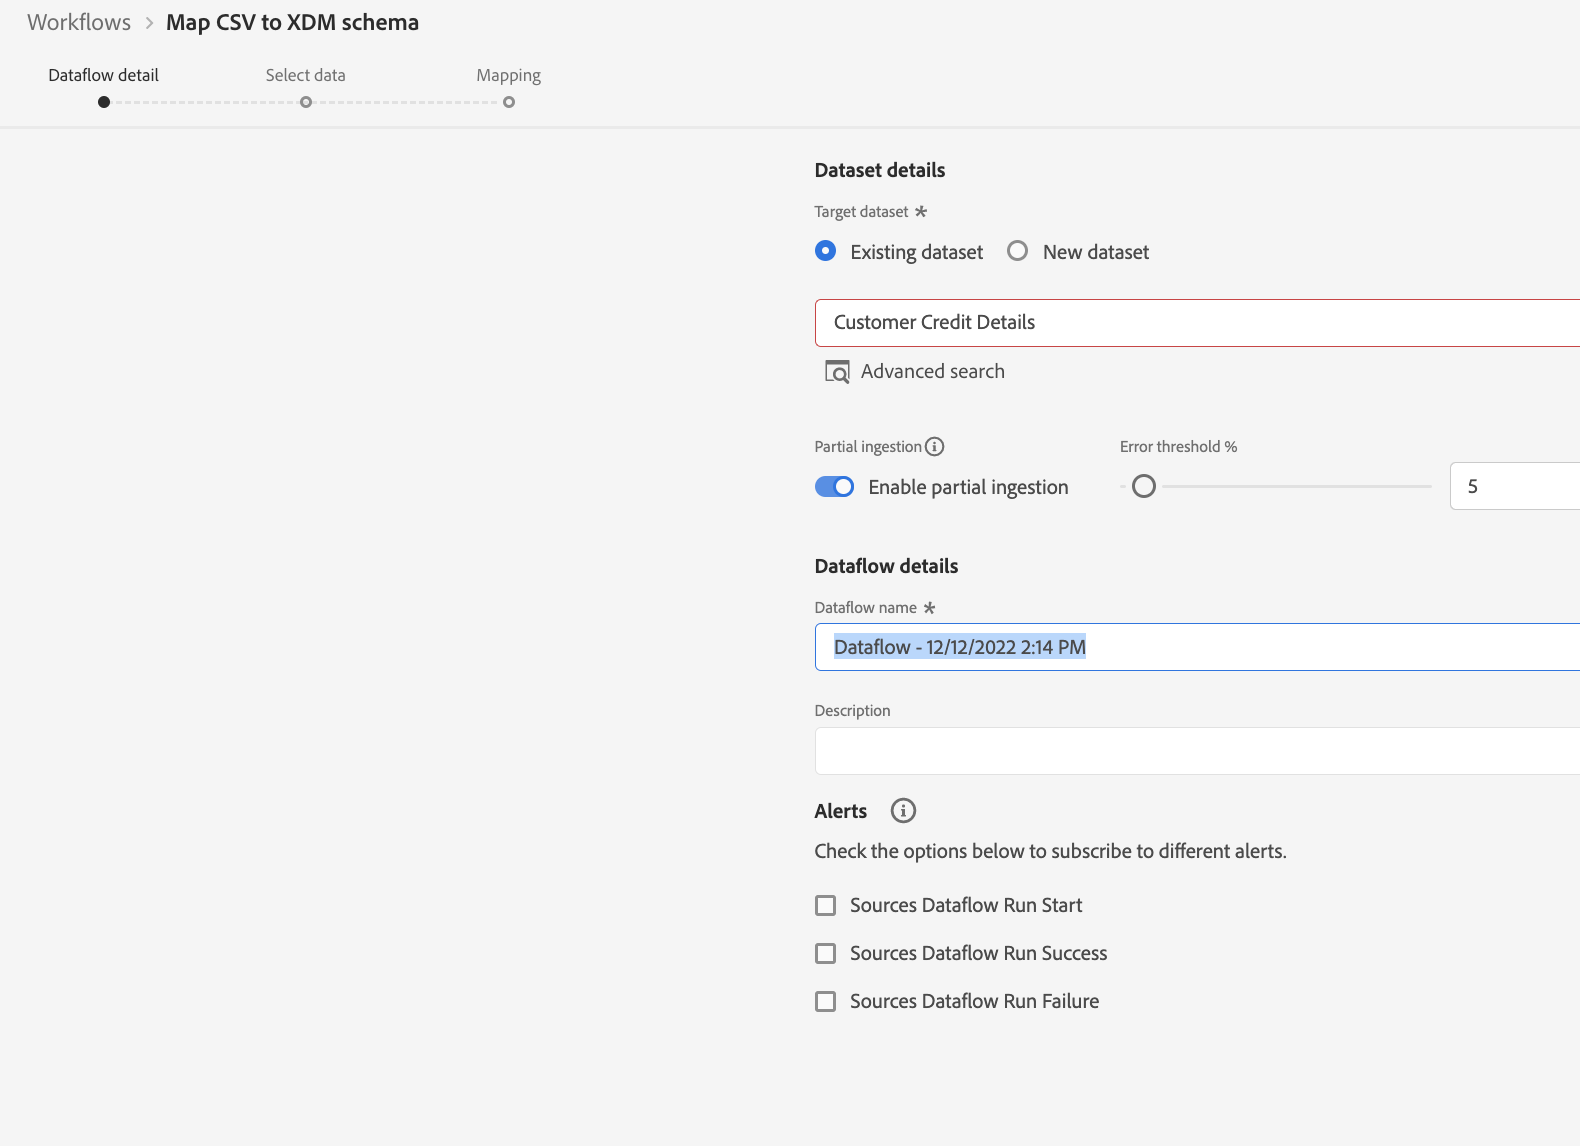 Workflows > Map CSV to XDM schema
Dataflow detail Select data Mapping
Dataset details
Target dataset *
Existing dataset New dataset
Customer Credit Details
Advanced search
Partial ingestion Error threshold %
Enable partial ingestion 5
Dataflow details
Dataflow name *
Dataflow - 12/12/2022 2:14 PM
Description
Alerts
Check the options below to subscribe to different alerts.
Sources Dataflow Run Start
Sources Dataflow Run Success
Sources Dataflow Run Failure